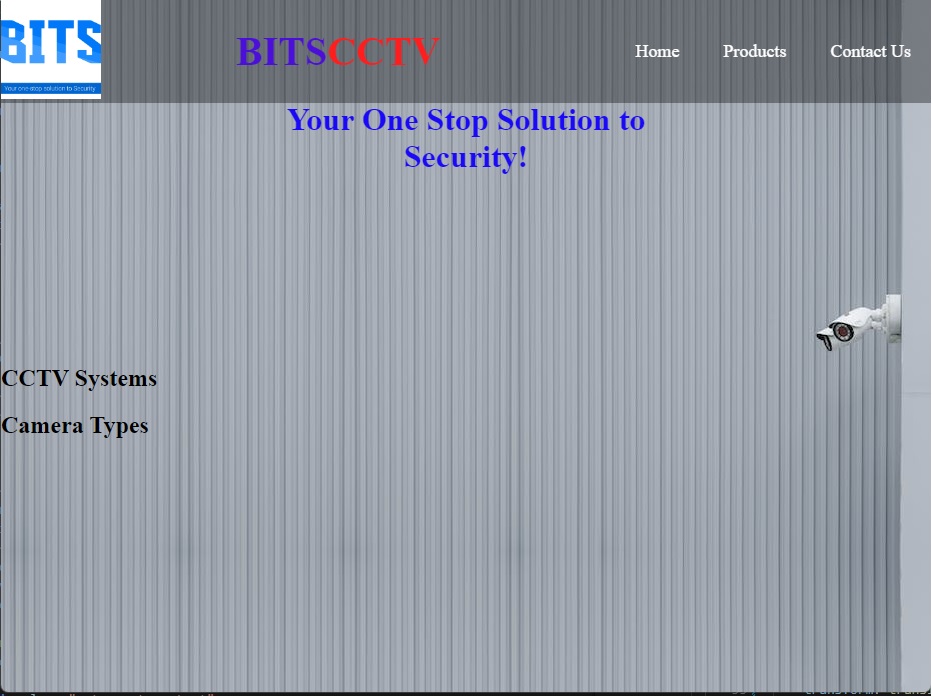 BITS
Your one-stop solution to Security
BITSCCTV
Home
Products
Contact Us
Your One Stop Solution to
Security!
CCTV Systems
Camera Types